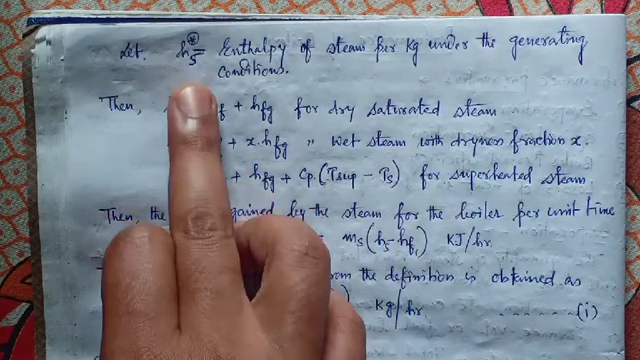 Let. hs = Enthalpy of steam per Kg under the generating
conditions.
Then, f + hfg for dry saturated steam
+ x.hfg " wet steam with dryness fraction x.
+ hfg + Cp.(Tsup – Ts) for superheated steam
Then, the gained by the steam for the boiler per unit time
= ms(hs – hf1) KJ/hr.
the definition is obtained as
Kg/hr ........(i)